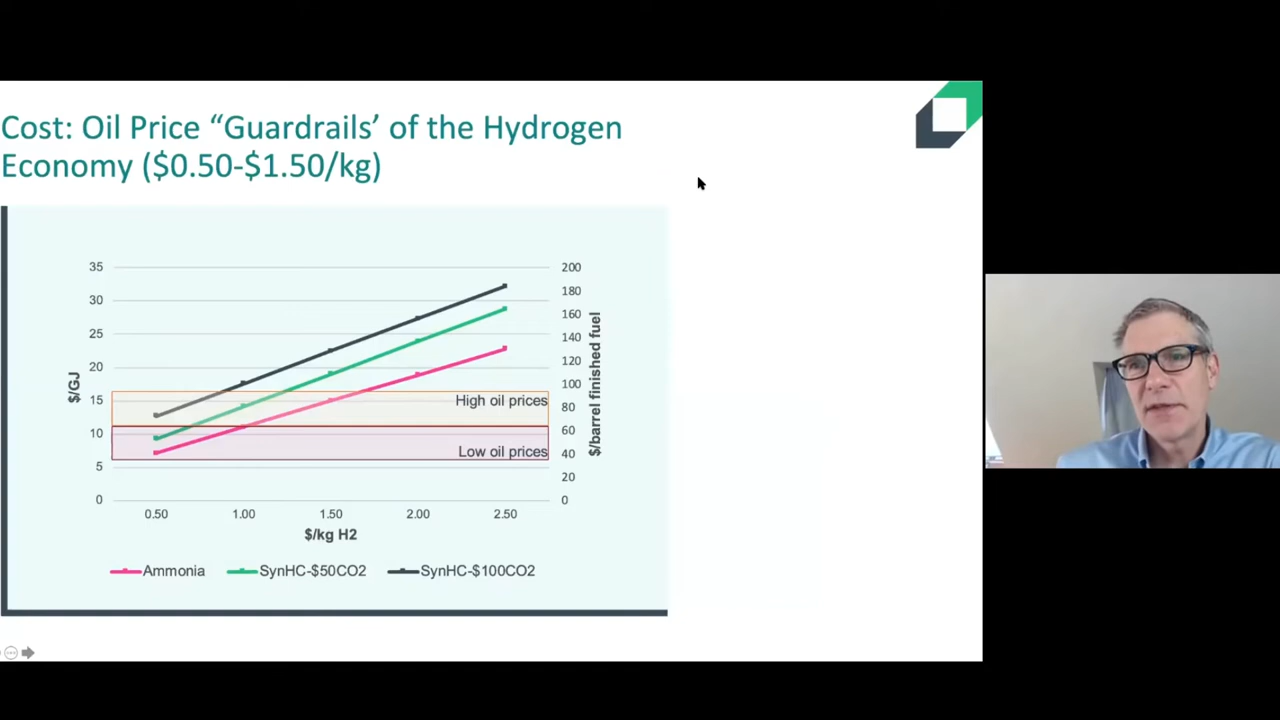 Cost: Oil Price “Guardrails’ of the Hydrogen
Economy ($0.50-$1.50/kg)
35
30
25
20
15
10
5
0
$/GJ
200
180
160
140
120
100
80
60
40
20
0
$/barrel finished fuel
High oil prices
Low oil prices
0.50 1.00 1.50 2.00 2.50
$/kg H2
Ammonia SynHC-$50CO2 SynHC-$100CO2